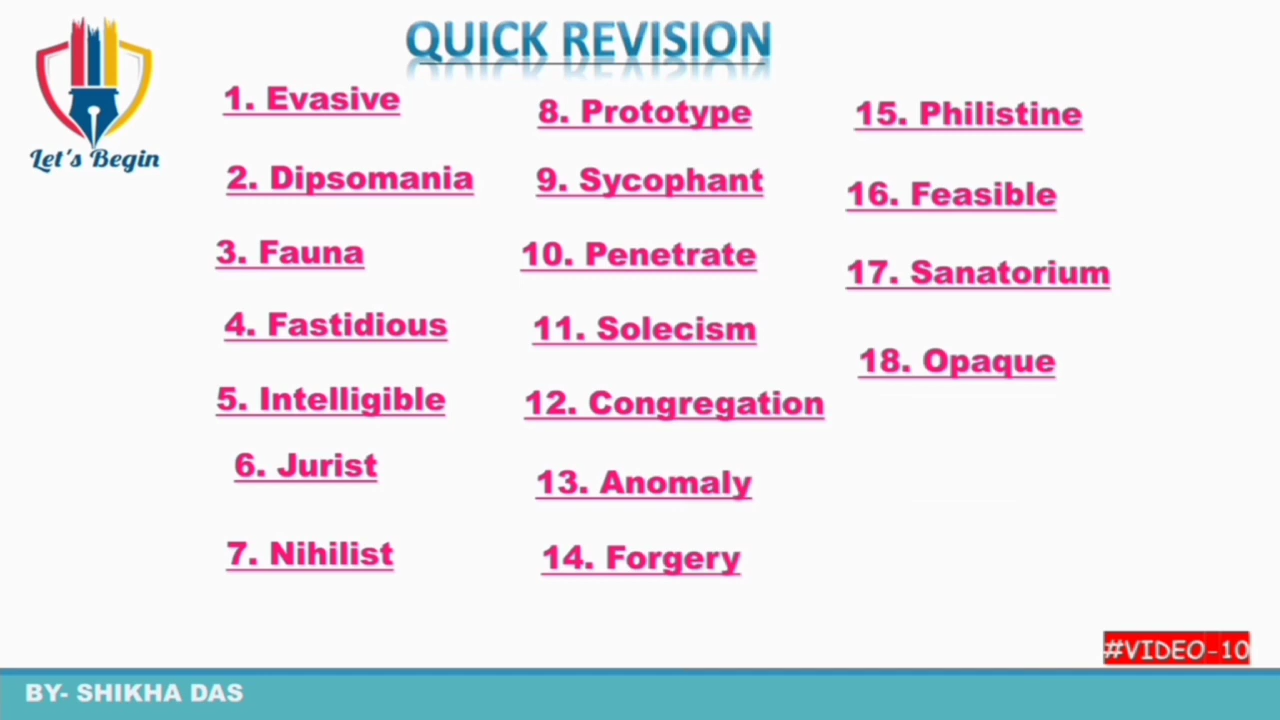 Let's Begin
QUICK REVISION
1. Evasive
2. Dipsomania
3. Fauna
4. Fastidious
5. Intelligible
6. Jurist
7. Nihilist
8. Prototype
9. Sycophant
10. Penetrate
11. Solecism
12. Congregation
13. Anomaly
14. Forgery
15. Philistine
16. Feasible
17. Sanatorium
18. Opaque
#VIDEO-10
BY- SHIKHA DAS